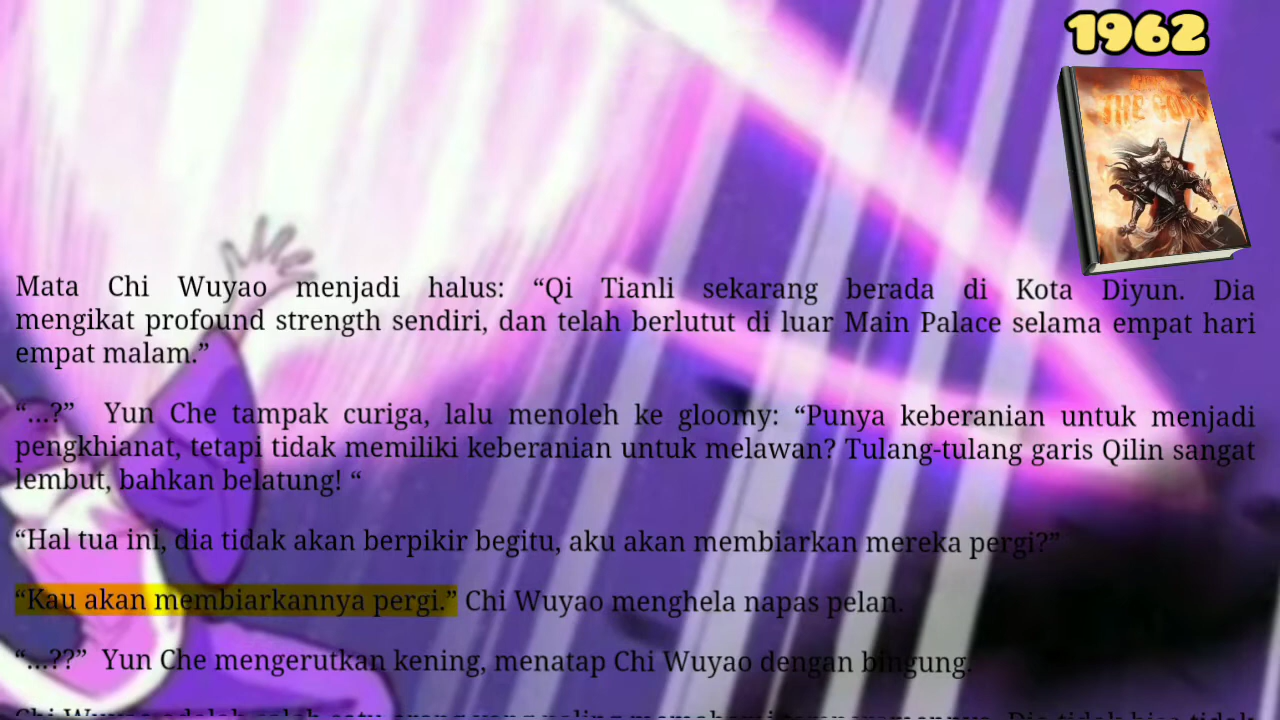 1962
THE GODS
Mata Chi Wuyao menjadi halus: “Qi Tianli sekarang berada di Kota Diyun. Dia
mengikat profound strength sendiri, dan telah berlutut di luar Main Palace selama empat hari
empat malam.”
“...?” Yun Che tampak curiga, lalu menoleh ke gloomy: “Punya keberanian untuk menjadi
pengkhianat, tetapi tidak memiliki keberanian untuk melawan? Tulang-tulang garis Qilin sangat
lembut, bahkan belatung! “
“Hal tua ini, dia tidak akan berpikir begitu, aku akan membiarkan mereka pergi?”
“Kau akan membiarkannya pergi.” Chi Wuyao menghela napas pelan.
“...??” Yun Che mengerutkan kening, menatap Chi Wuyao dengan bingung.